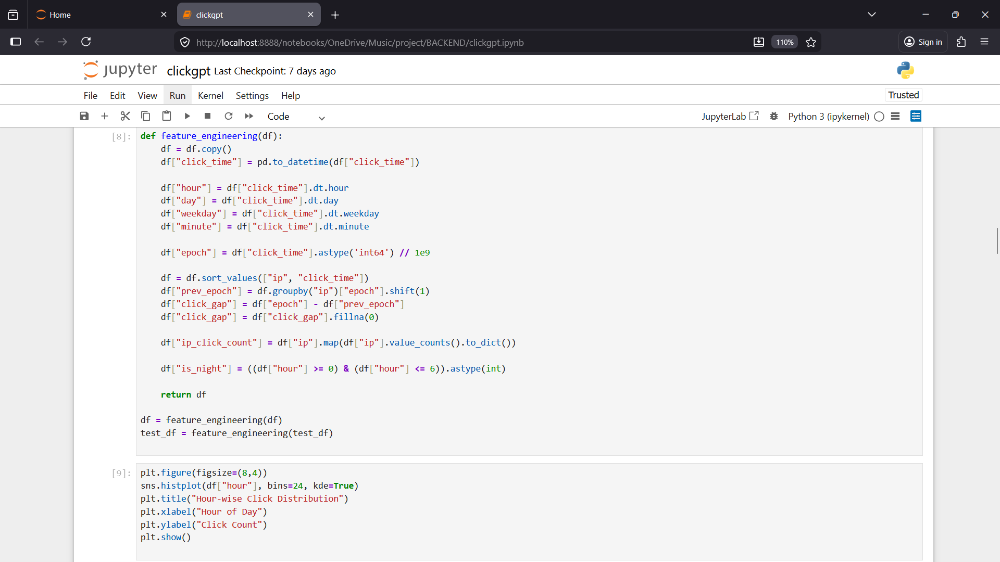 Home
clickgpt
http://localhost:8888/notebooks/OneDrive/Music/project/BACKEND/clickgpt.ipynb
110%
Sign in
jupyter clickgpt Last Checkpoint: 7 days ago
File Edit View Run Kernel Settings Help
Trusted
Code
JupyterLab
Python 3 (ipykernel)
[8]:
def feature_engineering(df):
    df = df.copy()
    df["click_time"] = pd.to_datetime(df["click_time"])

    df["hour"] = df["click_time"].dt.hour
    df["day"] = df["click_time"].dt.day
    df["weekday"] = df["click_time"].dt.weekday
    df["minute"] = df["click_time"].dt.minute

    df["epoch"] = df["click_time"].astype('int64') // 1e9

    df = df.sort_values(["ip", "click_time"])
    df["prev_epoch"] = df.groupby("ip")["epoch"].shift(1)
    df["click_gap"] = df["epoch"] - df["prev_epoch"]
    df["click_gap"] = df["click_gap"].fillna(0)

    df["ip_click_count"] = df["ip"].map(df["ip"].value_counts().to_dict())

    df["is_night"] = ((df["hour"] >= 0) & (df["hour"] <= 6)).astype(int)

    return df

df = feature_engineering(df)
test_df = feature_engineering(test_df)
[9]:
plt.figure(figsize=(8,4))
sns.histplot(df["hour"], bins=24, kde=True)
plt.title("Hour-wise Click Distribution")
plt.xlabel("Hour of Day")
plt.ylabel("Click Count")
plt.show()